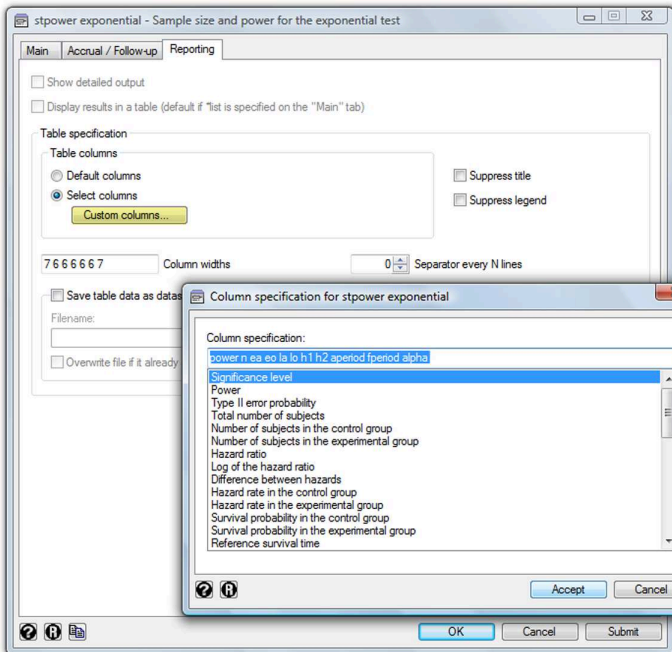 stpower exponential - Sample size and power for the exponential test
Main Accrual / Follow-up Reporting
Show detailed output
Display results in a table (default if *list is specified on the "Main" tab)
Table specification
Table columns
Default columns
Select columns
Custom columns...
Suppress title
Suppress legend
7 6 6 6 6 6 7 Column widths 0 Separator every N lines
Save table data as datas
Filename:
Overwrite file if it already
Column specification for stpower exponential
Column specification:
power n ea eo la lo h1 h2 aperiod fperiod alpha
Significance level
Power
Type II error probability
Total number of subjects
Number of subjects in the control group
Number of subjects in the experimental group
Hazard ratio
Log of the hazard ratio
Difference between hazards
Hazard rate in the control group
Hazard rate in the experimental group
Survival probability in the control group
Survival probability in the experimental group
Reference survival time
Accept Cancel
OK Cancel Submit